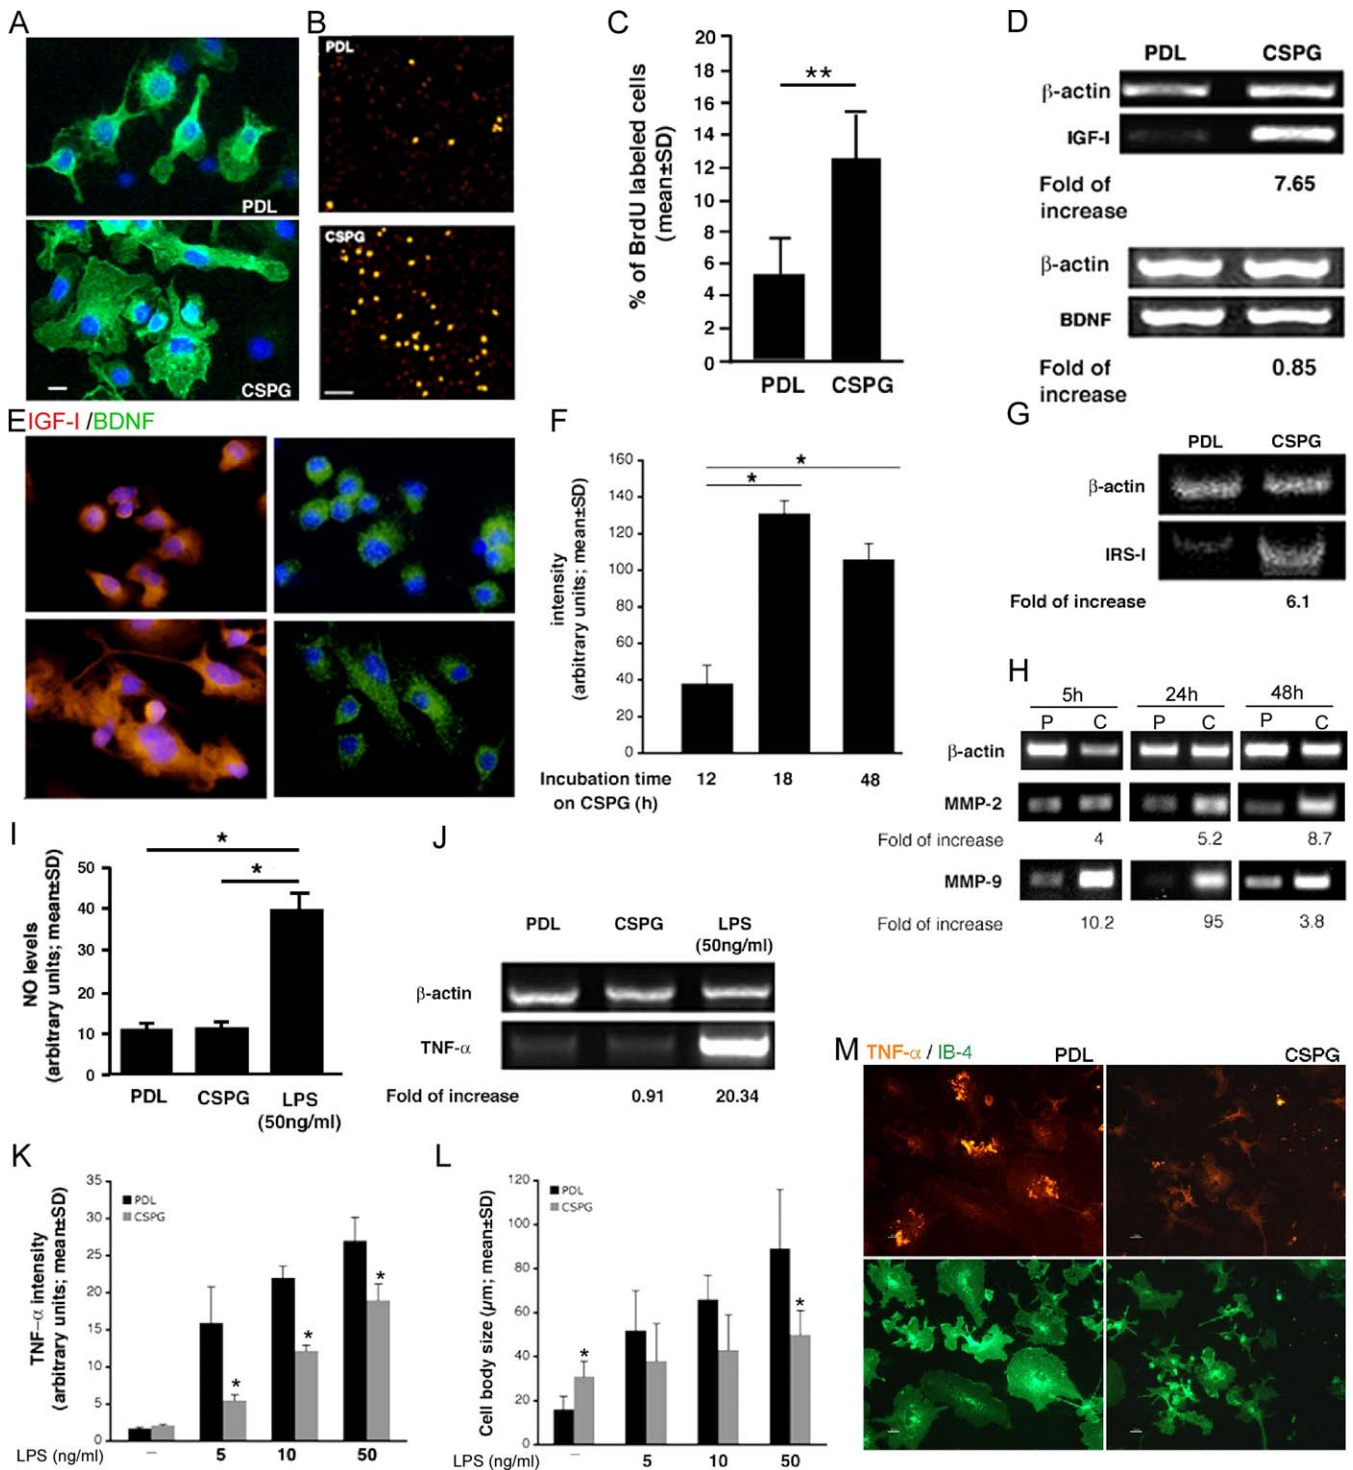 A
PDL
CSPG
B
PDL
CSPG
C
20
18
16
14
12
10
8
6
4
2
0
% of BrdU labeled cells
(mean±SD)
**
PDL CSPG
D
PDL CSPG
β-actin
IGF-I
Fold of
increase
7.65
β-actin
BDNF
Fold of
increase
0.85
E IGF-I /BDNF
F
160
140
120
100
80
60
40
20
0
intensity
(arbitrary units; mean±SD)
*
*
Incubation time
on CSPG (h)
12 18 48
G
PDL CSPG
β-actin
IRS-I
Fold of increase 6.1
H
5h 24h 48h
P C P C P C
β-actin
MMP-2
Fold of increase 4 5.2 8.7
MMP-9
Fold of increase 10.2 95 3.8
I
50
40
30
20
10
0
NO levels
(arbitrary units; mean±SD)
*
*
PDL CSPG LPS
(50ng/ml)
J
PDL CSPG LPS
(50ng/ml)
β-actin
TNF-α
Fold of increase 0.91 20.34
K
35
30
25
20
15
10
5
0
TNF-α intensity
(arbitrary units; mean±SD)
PDL
CSPG
*
*
*
LPS (ng/ml) – 5 10 50
L
120
100
80
60
40
20
0
Cell body size (µm; mean±SD)
PDL
CSPG
*
*
LPS (ng/ml) – 5 10 50
M TNF-α / IB-4 PDL CSPG